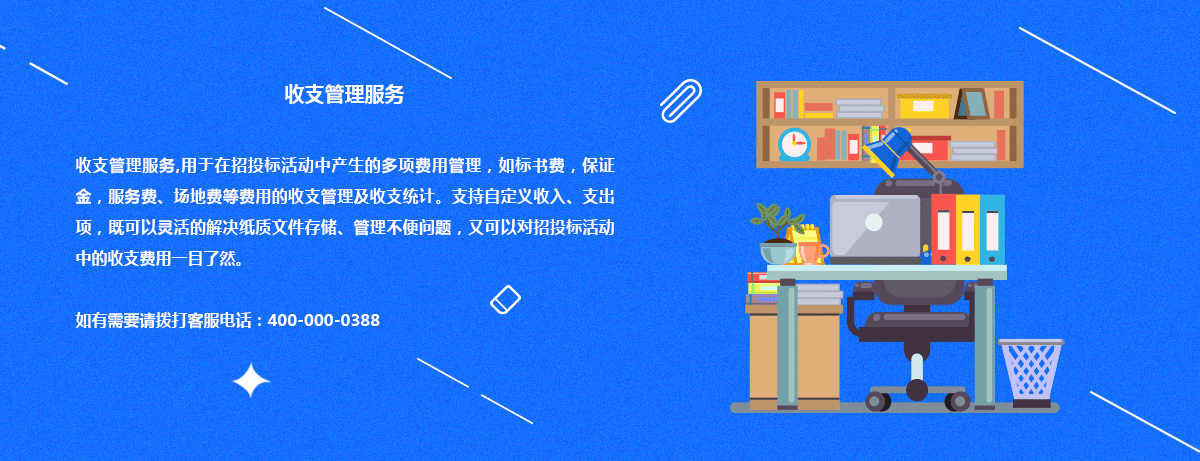 收支管理服务
收支管理服务,用于在招投标活动中产生的多项费用管理，如标书费，保证
金，服务费、场地费等费用的收支管理及收支统计。支持自定义收入、支出
项，既可以灵活的解决纸质文件存储、管理不便问题，又可以对招投标活动
中的收支费用一目了然。
如有需要请拨打客服电话：400-000-0388